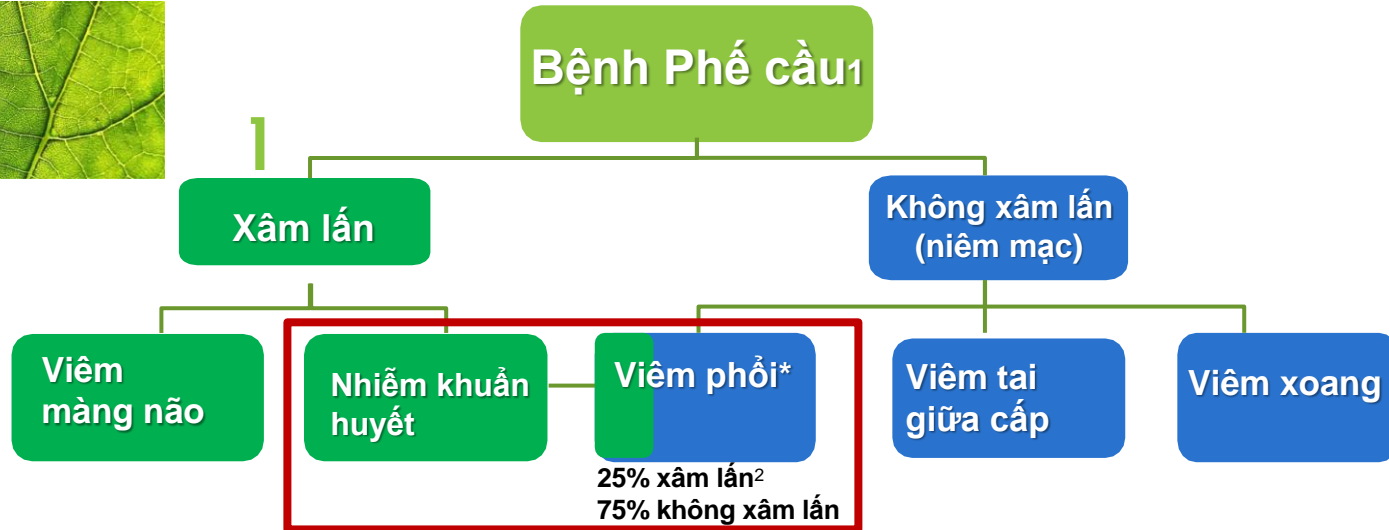 Bệnh Phế cầu1
1
Xâm lấn
Không xâm lấn
(niêm mạc)
Viêm
màng não
Nhiễm khuẩn
huyết
Viêm phổi*
25% xâm lấn²
75% không xâm lấn
Viêm tai
giữa cấp
Viêm xoang